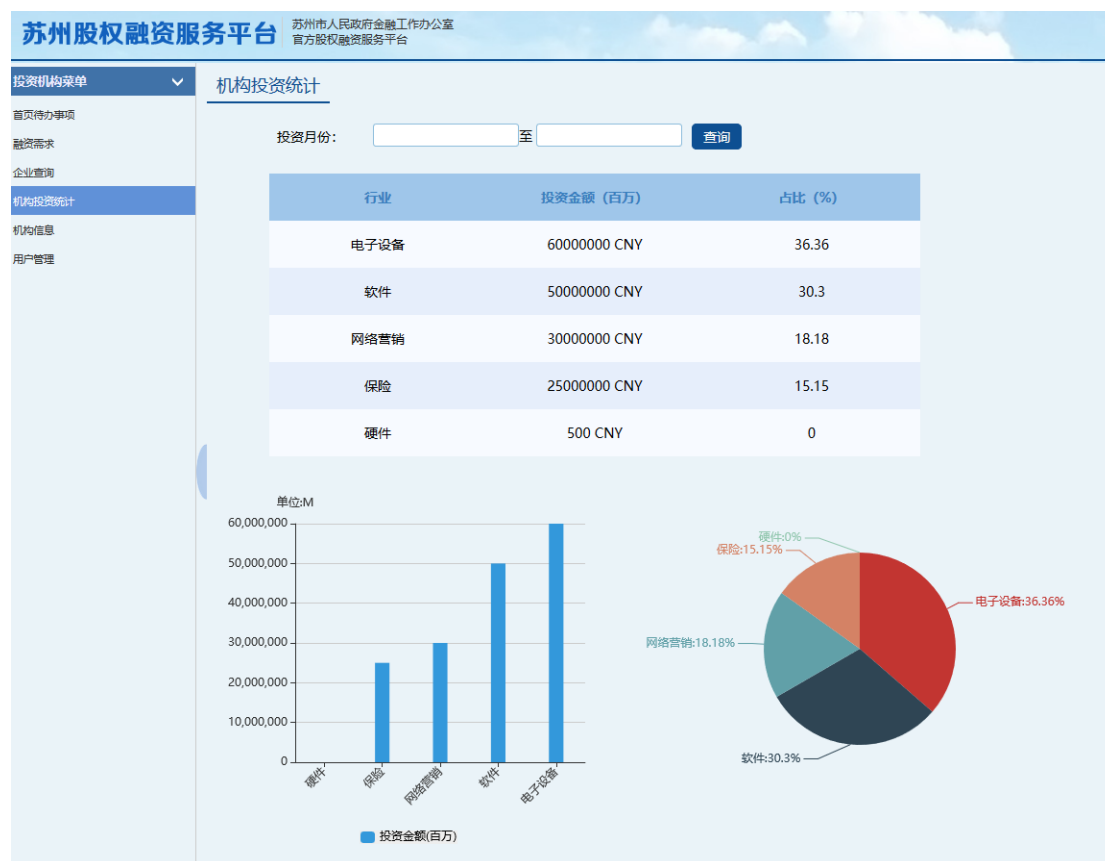 苏州股权融资服务平台
苏州市人民政府金融工作办公室
官方股权融资服务平台
投资机构菜单
首页待办事项
融资需求
企业查询
机构投资统计
机构信息
用户管理
机构投资统计
投资月份: 至 查询
行业 投资金额（百万） 占比（%）
电子设备 60000000 CNY 36.36
软件 50000000 CNY 30.3
网络营销 30000000 CNY 18.18
保险 25000000 CNY 15.15
硬件 500 CNY 0
单位:M
60,000,000
50,000,000
40,000,000
30,000,000
20,000,000
10,000,000
0
硬件 保险 网络营销 软件 电子设备
投资金额(百万)
硬件:0%
保险:15.15%
电子设备:36.36%
网络营销:18.18%
软件:30.3%